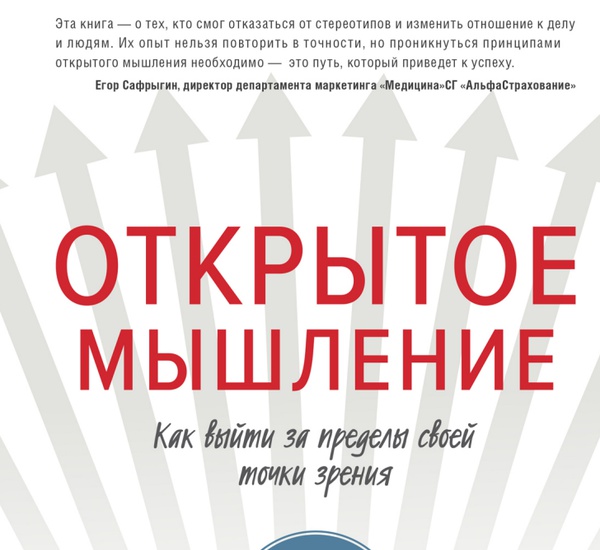 Эта книга — о тех, кто смог отказаться от стереотипов и изменить отношение к делу
и людям. Их опыт нельзя повторить в точности, но проникнуться принципами
открытого мышления необходимо — это путь, который приведет к успеху.
Егор Сафрыгин, директор департамента маркетинга «Медицина»СГ «АльфаСтрахование»
ОТКРЫТОЕ
МЫШЛЕНИЕ
Как выйти за пределы своей
точки зрения